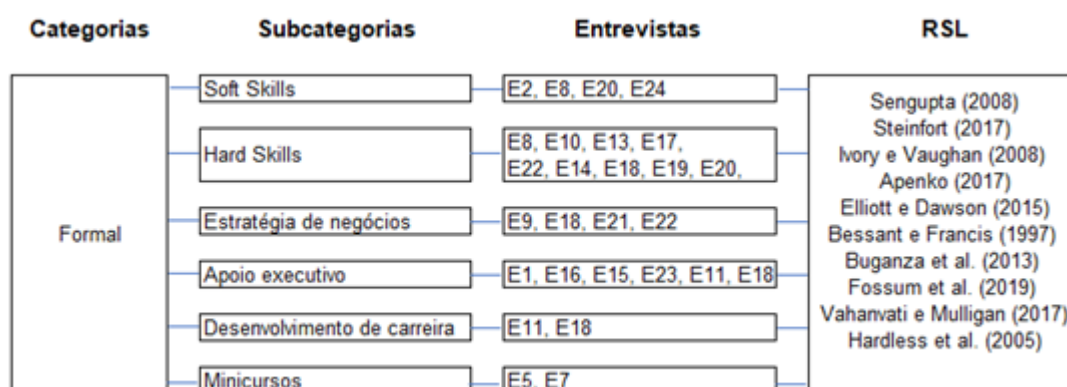 Categorias Subcategorias Entrevistas RSL
Formal
Soft Skills
E2, E8, E20, E24
Hard Skills
E8, E10, E13, E17,
E22, E14, E18, E19, E20,
Estratégia de negócios
E9, E18, E21, E22
Apoio executivo
E1, E16, E15, E23, E11, E18
Desenvolvimento de carreira
E11, E18
Minicursos
E5, E7
Sengupta (2008)
Steinfort (2017)
Ivory e Vaughan (2008)
Apenko (2017)
Elliott e Dawson (2015)
Bessant e Francis (1997)
Buganza et al. (2013)
Fossum et al. (2019)
Vahanvati e Mulligan (2017)
Hardless et al. (2005)